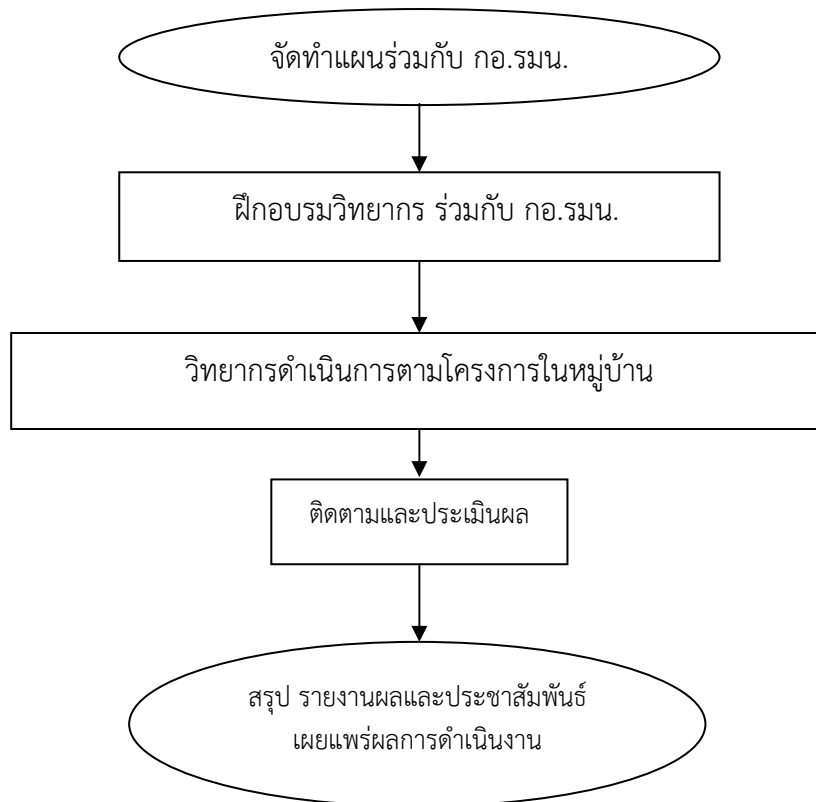 จัดทำแผนร่วมกับ กอ.รมน.
ฝึกอบรมวิทยากร ร่วมกับ กอ.รมน.
วิทยากรดำเนินการตามโครงการในหมู่บ้าน
ติดตามและประเมินผล
สรุป รายงานผลและประชาสัมพันธ์
เผยแพร่ผลการดำเนินงาน